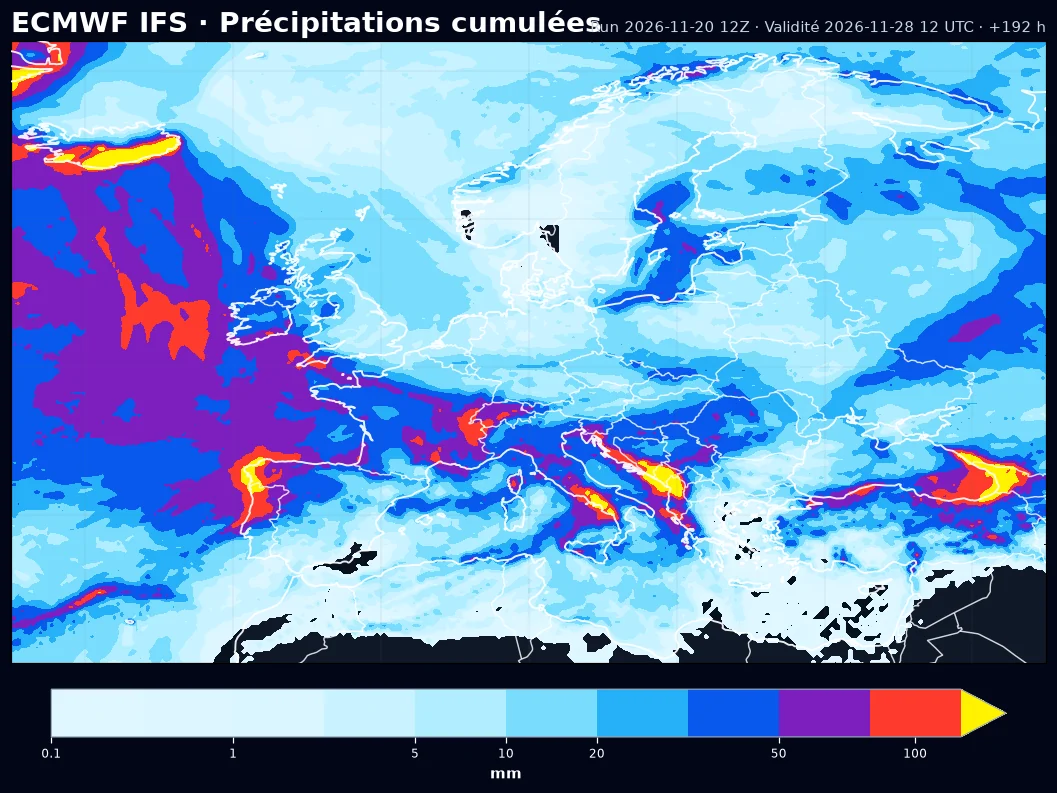 ECMWF IFS · Précipitations cumulées
Run 2026-11-20 12Z · Validité 2026-11-28 12 UTC · +192 h
0.1 1 5 10 20 50 100
mm